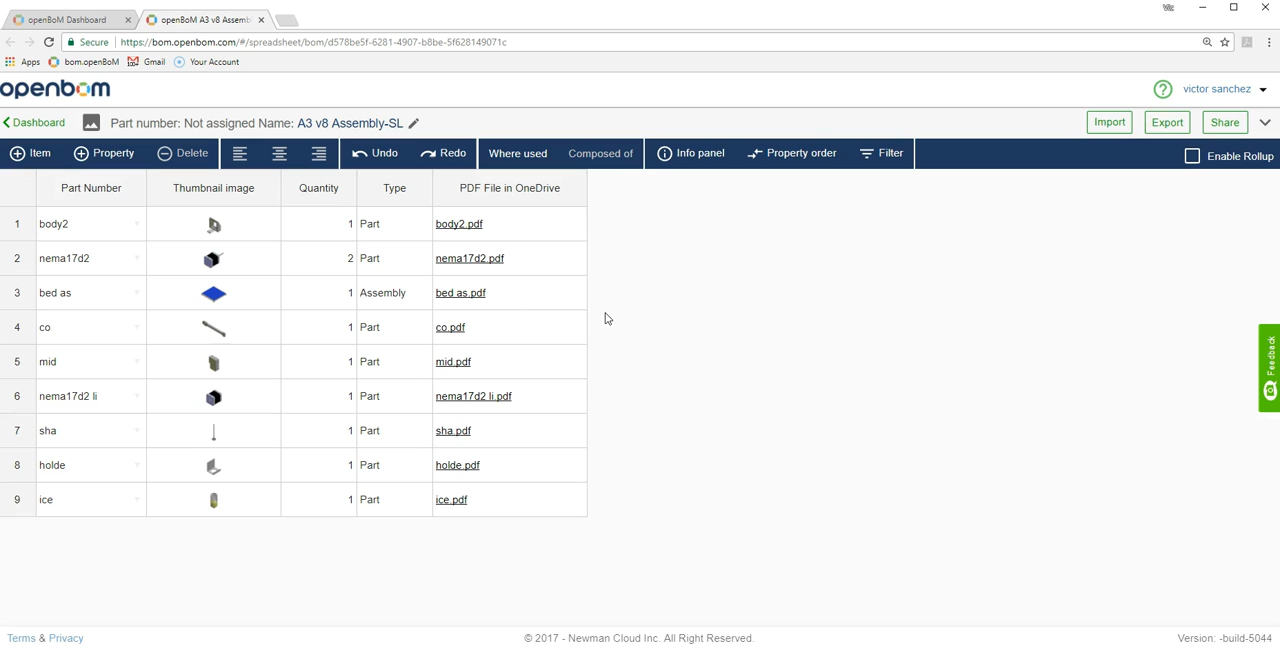 openBoM Dashboard
openBoM A3 v8 Assemb
Vic
Secure https://bom.openbom.com/#/spreadsheet/bom/d578be5f-6281-4907-b8be-5f628149071c
Apps bom.openBoM Gmail Your Account
openbom
? victor sanchez
Dashboard Part number: Not assigned Name: A3 v8 Assembly-SL Import Export Share
Item Property Delete Undo Redo Where used Composed of Info panel Property order Filter Enable Rollup
Part Number Thumbnail image Quantity Type PDF File in OneDrive
1 body2 1 Part body2.pdf
2 nema17d2 2 Part nema17d2.pdf
3 bed as 1 Assembly bed as.pdf
4 co 1 Part co.pdf
5 mid 1 Part mid.pdf
6 nema17d2 li 1 Part nema17d2 li.pdf
7 sha 1 Part sha.pdf
8 holde 1 Part holde.pdf
9 ice 1 Part ice.pdf
Feedback
Terms & Privacy © 2017 - Newman Cloud Inc. All Right Reserved. Version: -build-5044